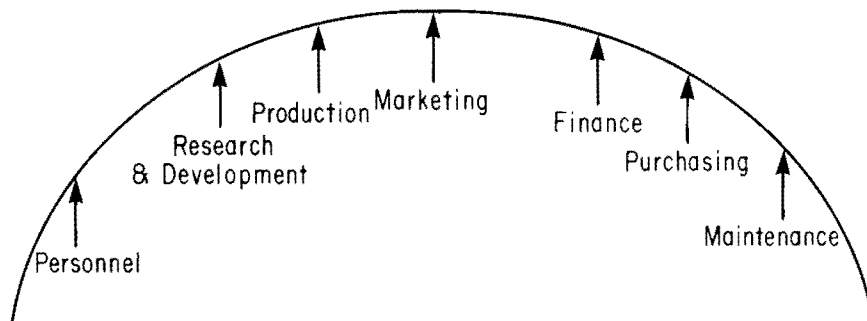 Personnel
Research
& Development
Production
Marketing
Finance
Purchasing
Maintenance